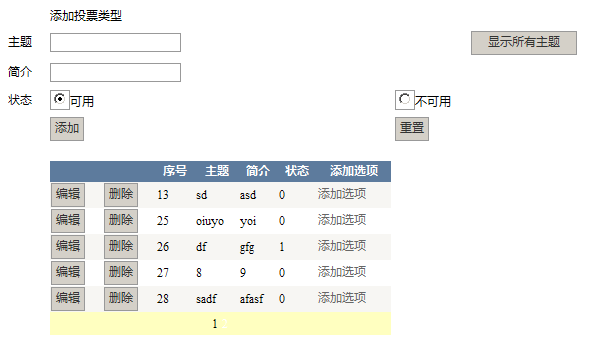 添加投票类型
主题 显示所有主题
简介
状态 可用 不可用
添加 重置
序号 主题 简介 状态 添加选项
编辑 删除 13 sd asd 0 添加选项
编辑 删除 25 oiuyo yoi 0 添加选项
编辑 删除 26 df gfg 1 添加选项
编辑 删除 27 8 9 0 添加选项
编辑 删除 28 sadf afasf 0 添加选项
1